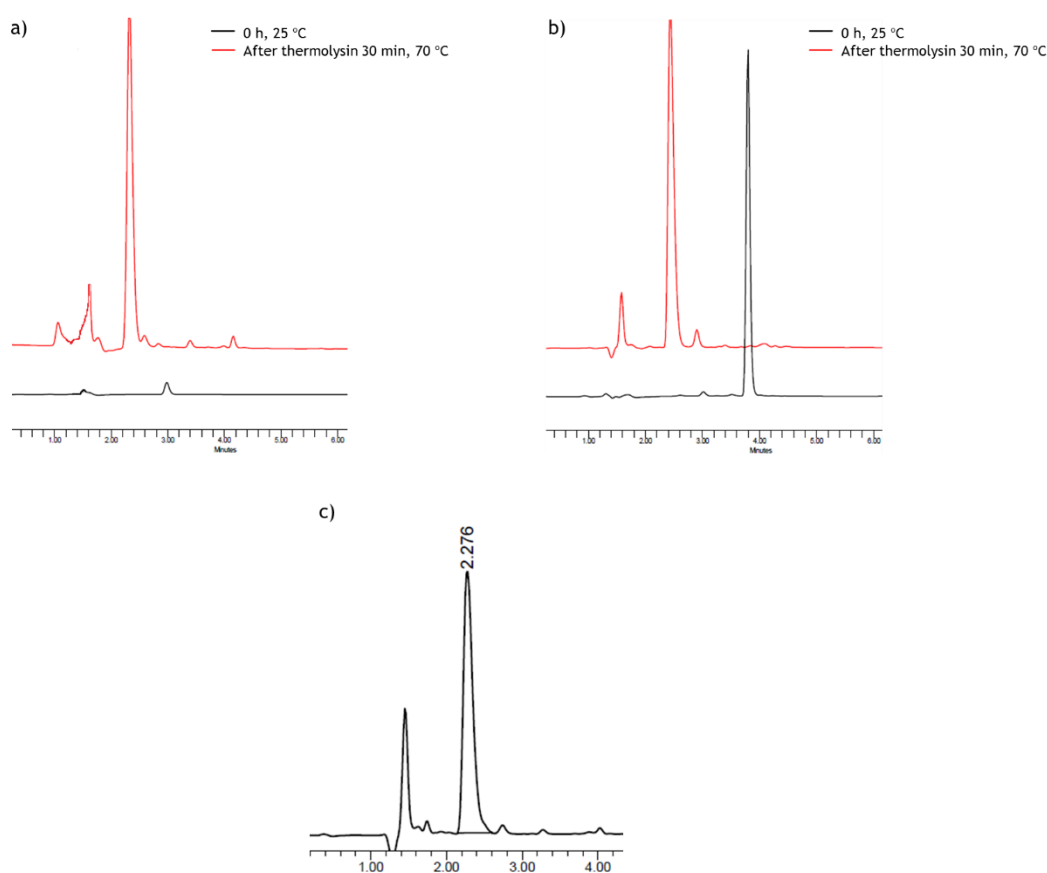 a)
0 h, 25 °C
After thermolysin 30 min, 70 °C
1.00 2.00 3.00 4.00 5.00 6.00
Minutes
b)
0 h, 25 °C
After thermolysin 30 min, 70 °C
1.00 2.00 3.00 4.00 5.00 6.00
Minutes
c)
2.276
1.00 2.00 3.00 4.00